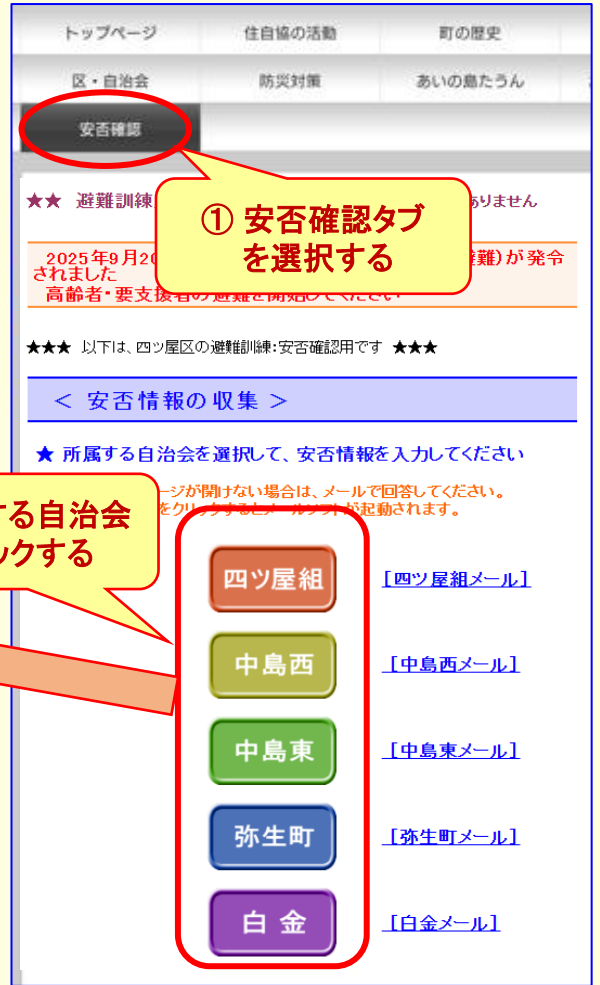 トップページ 住自協の活動 町の歴史
区・自治会 防災対策 あいの島たうん
安否確認
★★ 避難訓練 ありません
① 安否確認タブ
を選択する
2025年9月20 難)が発令
されました
高齢者・要支援者の避難を開始してください
★★★ 以下は、四ツ屋区の避難訓練:安否確認用です ★★★
< 安否情報の収集 >
★ 所属する自治会を選択して、安否情報を入力してください
ージが開けない場合は、メールで回答してください。
をクリックするとメールソフトが起動されます。
する自治会
ックする
四ツ屋組 [四ツ屋組メール]
中島西 [中島西メール]
中島東 [中島東メール]
弥生町 [弥生町メール]
白金 [白金メール]